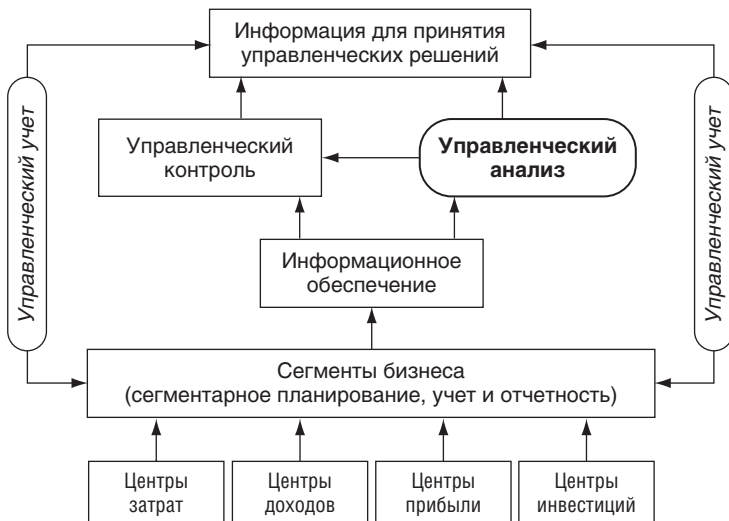 Информация для принятия
управленческих решений
Управленческий учет
Управленческий
контроль
Управленческий
анализ
Управленческий учет
Информационное
обеспечение
Сегменты бизнеса
(сегментарное планирование, учет и отчетность)
Центры
затрат
Центры
доходов
Центры
прибыли
Центры
инвестиций